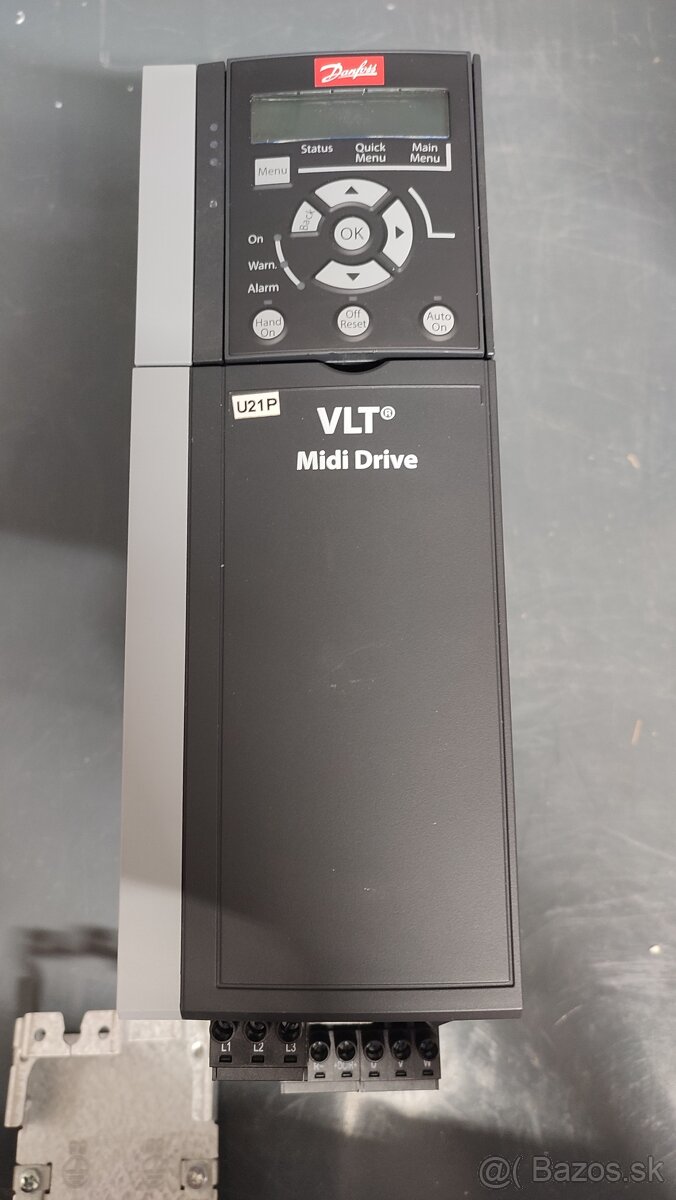 Danfoss
Status Quick Menu Main Menu
Menu
Back
OK
On
Warn.
Alarm
Hand On Off Reset Auto On
U21P
VLT®
Midi Drive
L1 L2 L3
U V W
@( Bazos.sk